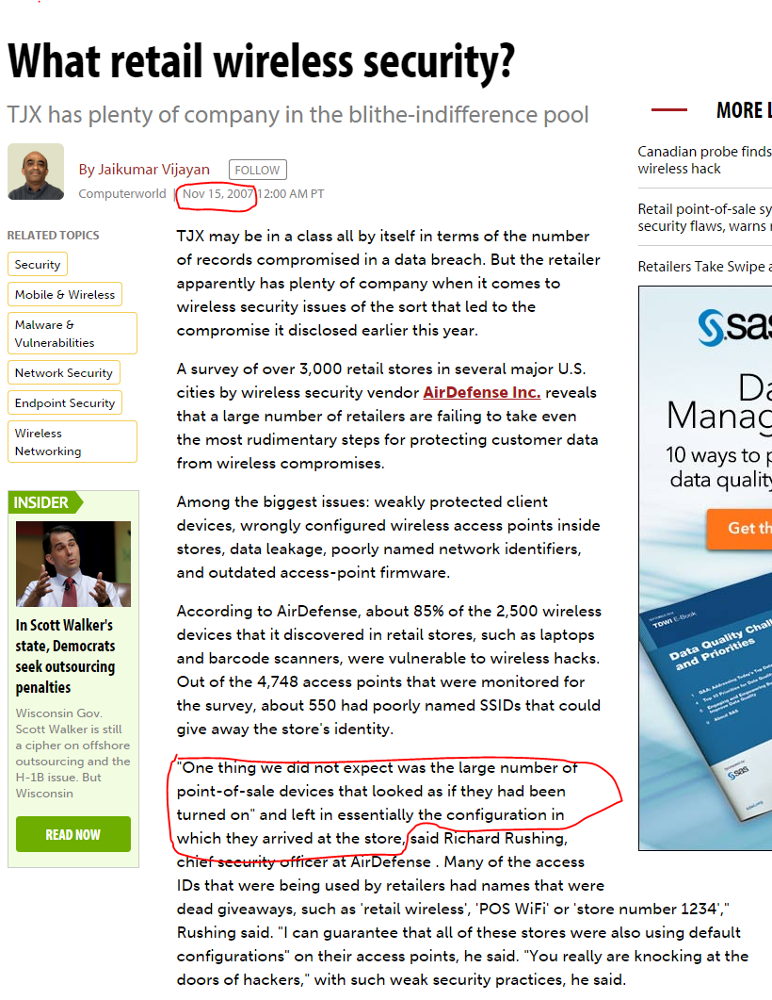 What retail wireless security?
TJX has plenty of company in the blithe-indifference pool
By Jaikumar Vijayan FOLLOW
Computerworld | Nov 15, 2007 12:00 AM PT
RELATED TOPICS
Security
Mobile & Wireless
Malware &
Vulnerabilities
Network Security
Endpoint Security
Wireless
Networking
INSIDER
In Scott Walker's
state, Democrats
seek outsourcing
penalties
Wisconsin Gov.
Scott Walker is still
a cipher on offshore
outsourcing and the
H-1B issue. But
Wisconsin
READ NOW
TJX may be in a class all by itself in terms of the number
of records compromised in a data breach. But the retailer
apparently has plenty of company when it comes to
wireless security issues of the sort that led to the
compromise it disclosed earlier this year.
A survey of over 3,000 retail stores in several major U.S.
cities by wireless security vendor AirDefense Inc. reveals
that a large number of retailers are failing to take even
the most rudimentary steps for protecting customer data
from wireless compromises.
Among the biggest issues: weakly protected client
devices, wrongly configured wireless access points inside
stores, data leakage, poorly named network identifiers,
and outdated access-point firmware.
According to AirDefense, about 85% of the 2,500 wireless
devices that it discovered in retail stores, such as laptops
and barcode scanners, were vulnerable to wireless hacks.
Out of the 4,748 access points that were monitored for
the survey, about 550 had poorly named SSIDs that could
give away the store's identity.
"One thing we did not expect was the large number of
point-of-sale devices that looked as if they had been
turned on" and left in essentially the configuration in
which they arrived at the store, said Richard Rushing,
chief security officer at AirDefense . Many of the access
IDs that were being used by retailers had names that were
dead giveaways, such as 'retail wireless', 'POS WiFi' or 'store number 1234',"
Rushing said. "I can guarantee that all of these stores were also using default
configurations" on their access points, he said. "You really are knocking at the
doors of hackers," with such weak security practices, he said.
MORE L
Canadian probe finds
wireless hack
Retail point-of-sale sy
security flaws, warns
Retailers Take Swipe a
sas
Da
Manag
10 ways to p
data quality
Get th
TDWI E-Book
Data Quality Chall
and Priorities
sas